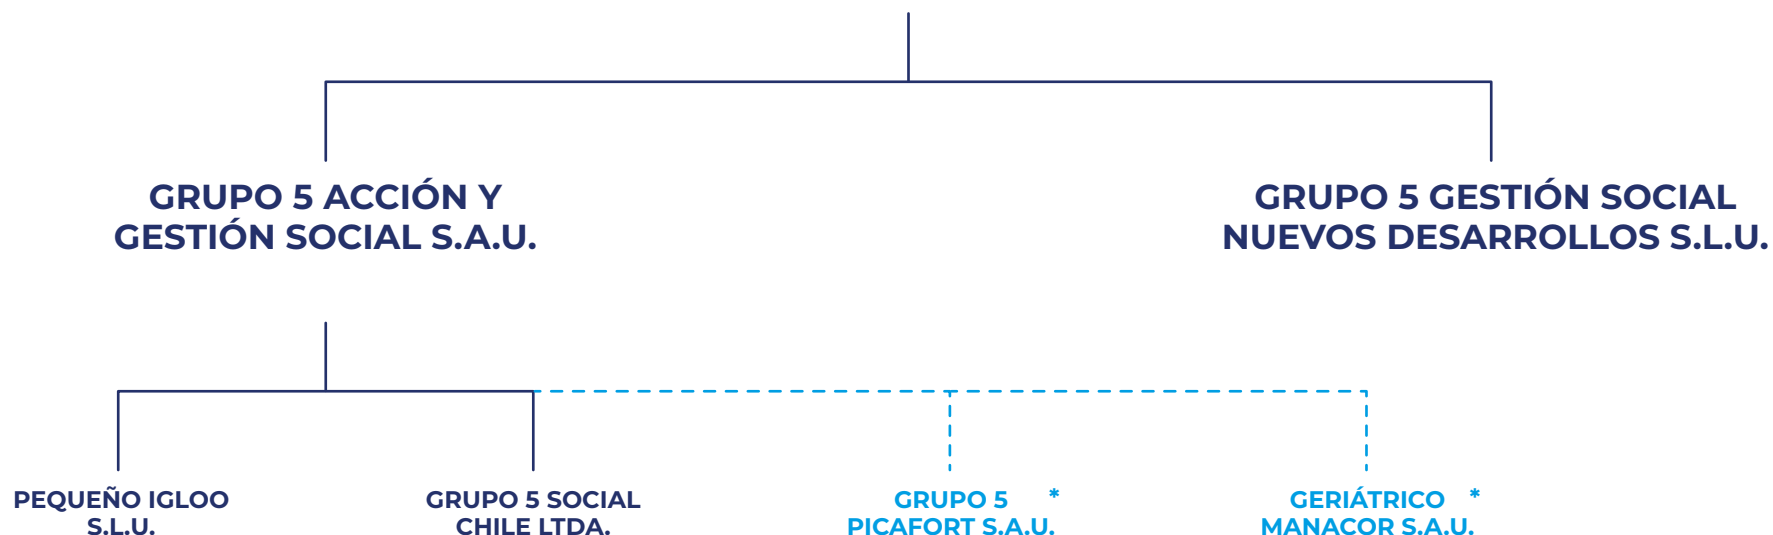 GRUPO 5 ACCIÓN Y
GESTIÓN SOCIAL S.A.U.
GRUPO 5 GESTIÓN SOCIAL
NUEVOS DESARROLLOS S.L.U.
PEQUEÑO IGLOO
S.L.U.
GRUPO 5 SOCIAL
CHILE LTDA.
GRUPO 5 *
PICAFORT S.A.U.
GERIÁTRICO *
MANACOR S.A.U.